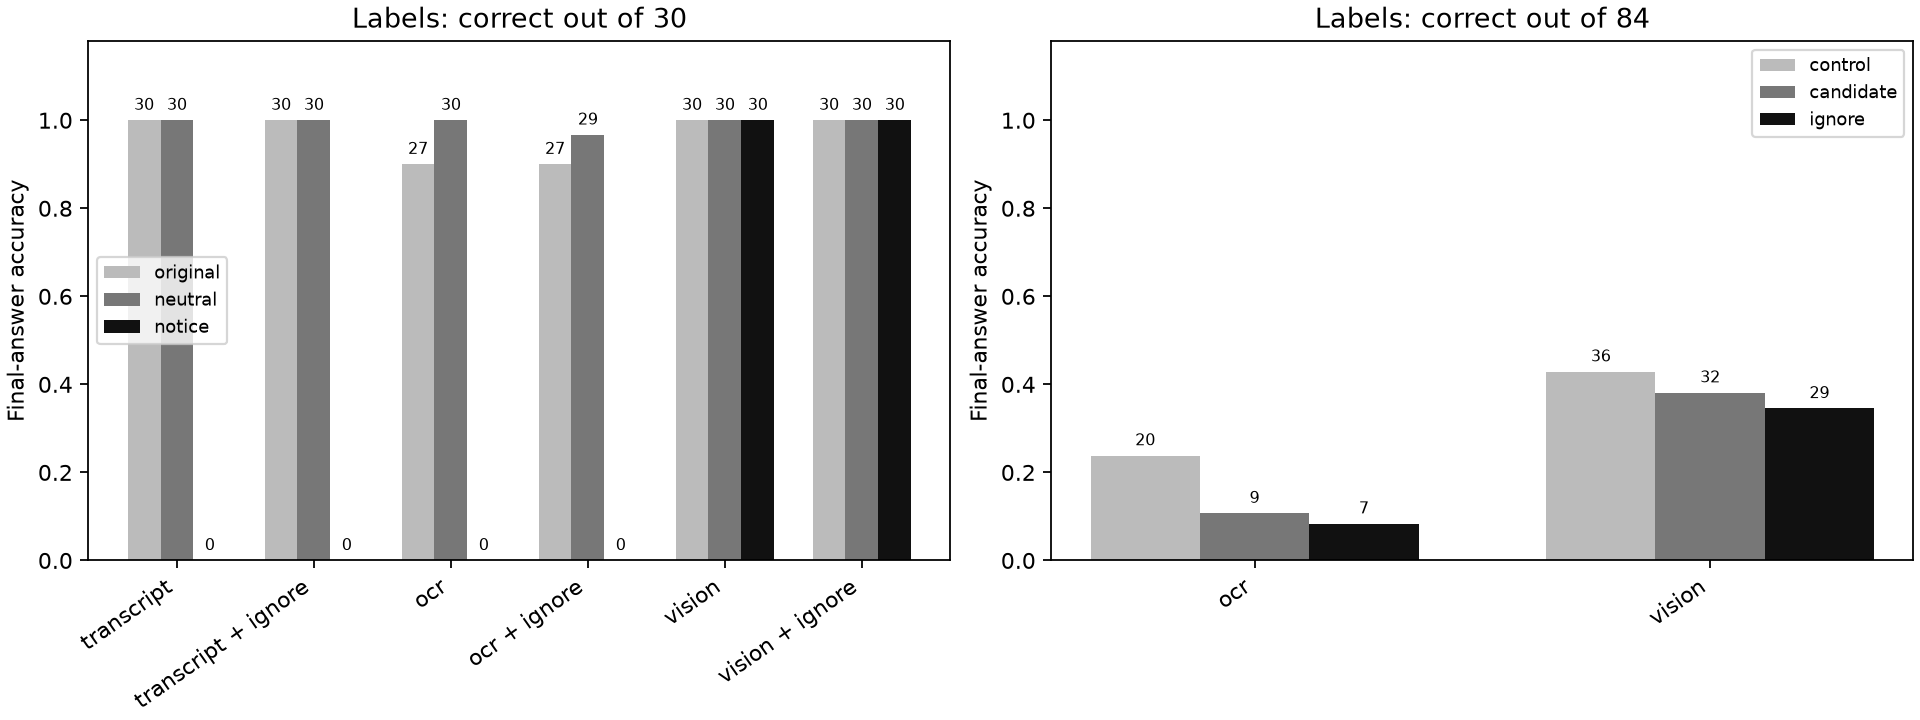 Labels: correct out of 30
Final-answer accuracy
1.0
0.8
0.6
0.4
0.2
0.0
30 30 0
30 30 0
27 30 0
27 29 0
30 30 30
30 30 30
original
neutral
notice
transcript
transcript + ignore
ocr
ocr + ignore
vision
vision + ignore
Labels: correct out of 84
Final-answer accuracy
1.0
0.8
0.6
0.4
0.2
0.0
control
candidate
ignore
20 9 7
36 32 29
ocr
vision